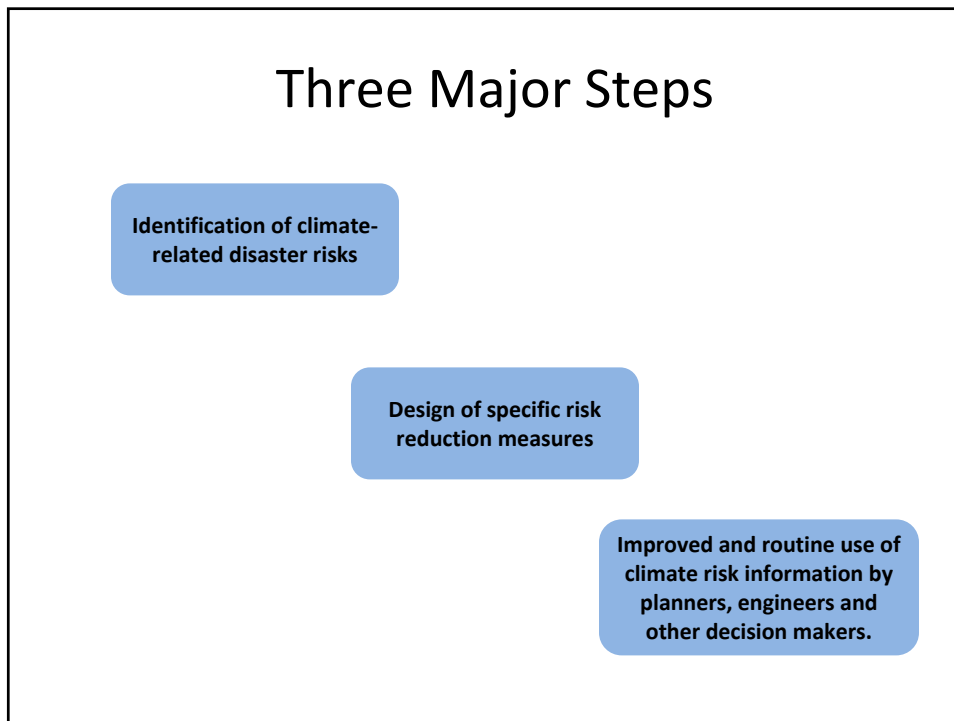 Three Major Steps
Identification of climate-
related disaster risks
Design of specific risk
reduction measures
Improved and routine use of
climate risk information by
planners, engineers and
other decision makers.